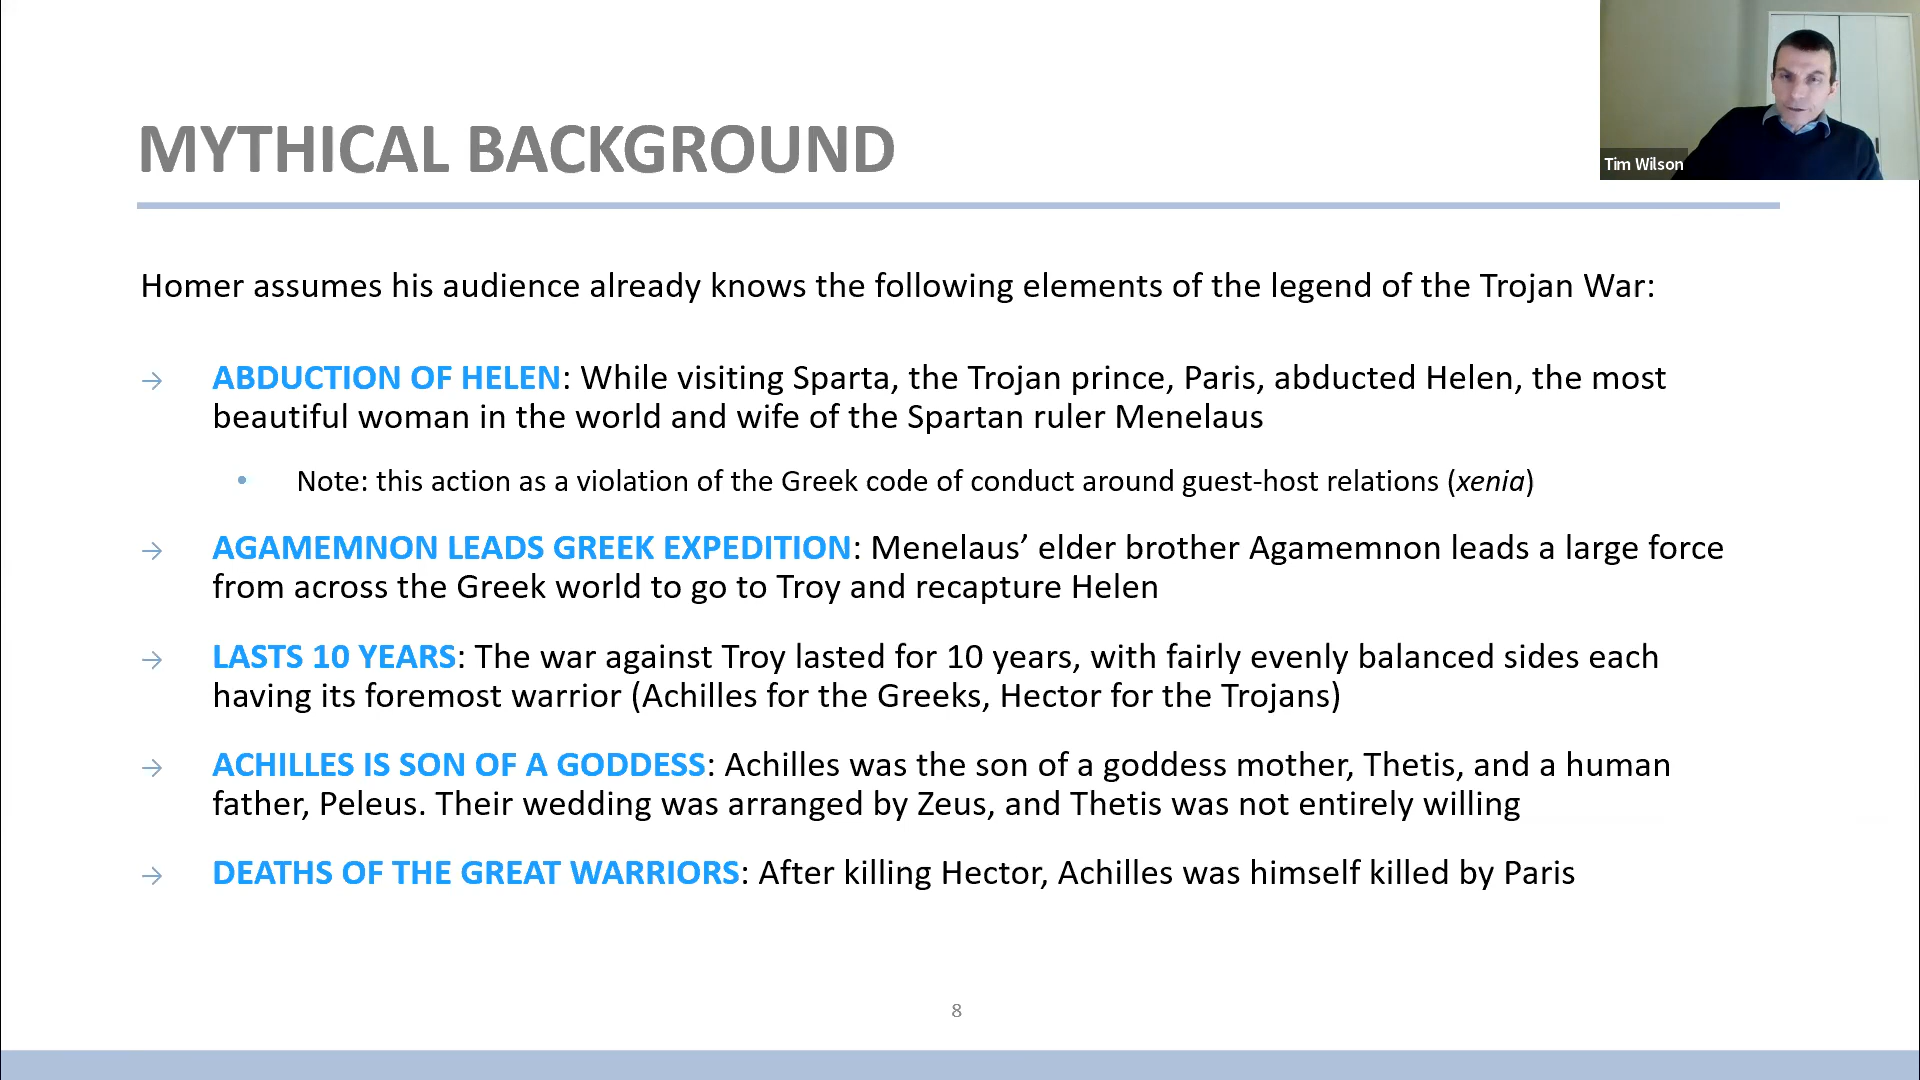 MYTHICAL BACKGROUND
Tim Wilson
Homer assumes his audience already knows the following elements of the legend of the Trojan War:
→ ABDUCTION OF HELEN: While visiting Sparta, the Trojan prince, Paris, abducted Helen, the most
beautiful woman in the world and wife of the Spartan ruler Menelaus
• Note: this action as a violation of the Greek code of conduct around guest-host relations (xenia)
→ AGAMEMNON LEADS GREEK EXPEDITION: Menelaus’ elder brother Agamemnon leads a large force
from across the Greek world to go to Troy and recapture Helen
→ LASTS 10 YEARS: The war against Troy lasted for 10 years, with fairly evenly balanced sides each
having its foremost warrior (Achilles for the Greeks, Hector for the Trojans)
→ ACHILLES IS SON OF A GODDESS: Achilles was the son of a goddess mother, Thetis, and a human
father, Peleus. Their wedding was arranged by Zeus, and Thetis was not entirely willing
→ DEATHS OF THE GREAT WARRIORS: After killing Hector, Achilles was himself killed by Paris
8